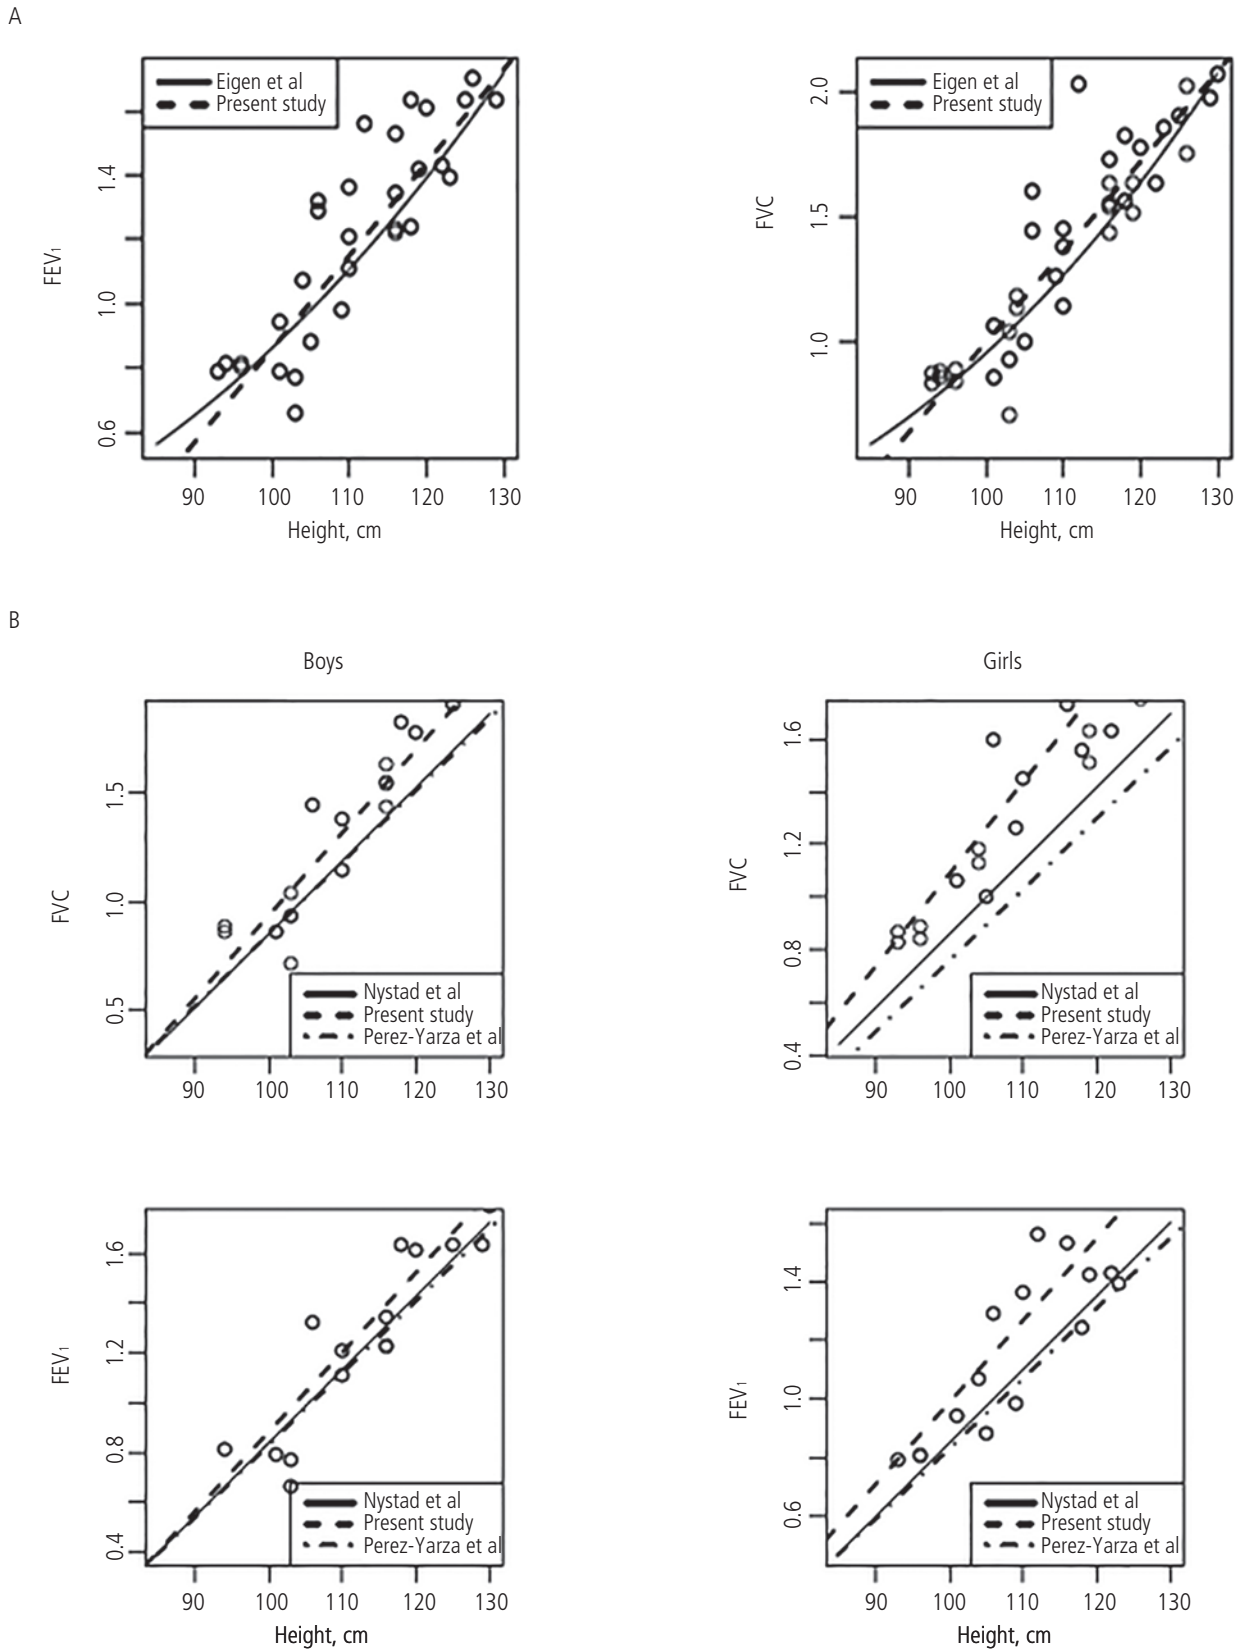 A
Eigen et al
Present study
FEV1
1.4
1.0
0.6
90 100 110 120 130
Height, cm
Eigen et al
Present study
FVC
2.0
1.5
1.0
90 100 110 120 130
Height, cm
B
Boys
FVC
1.5
1.0
0.5
Nystad et al
Present study
Perez-Yarza et al
90 100 110 120 130
Girls
FVC
1.6
1.2
0.8
0.4
Nystad et al
Present study
Perez-Yarza et al
90 100 110 120 130
FEV1
1.6
1.2
0.8
0.4
Nystad et al
Present study
Perez-Yarza et al
90 100 110 120 130
Height, cm
FEV1
1.4
1.0
0.6
Nystad et al
Present study
Perez-Yarza et al
90 100 110 120 130
Height, cm